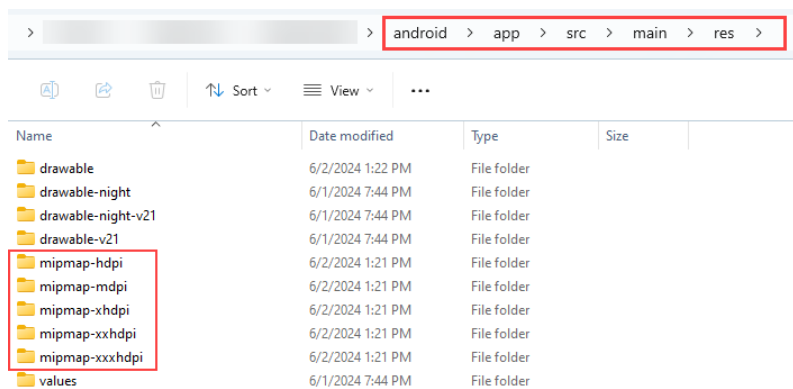 > > android > app > src > main > res >
Sort View ...
Name Date modified Type Size
drawable 6/2/2024 1:22 PM File folder
drawable-night 6/1/2024 7:44 PM File folder
drawable-night-v21 6/1/2024 7:44 PM File folder
drawable-v21 6/1/2024 7:44 PM File folder
mipmap-hdpi 6/2/2024 1:21 PM File folder
mipmap-mdpi 6/2/2024 1:21 PM File folder
mipmap-xhdpi 6/2/2024 1:21 PM File folder
mipmap-xxhdpi 6/2/2024 1:21 PM File folder
mipmap-xxxhdpi 6/2/2024 1:21 PM File folder
values 6/1/2024 7:44 PM File folder